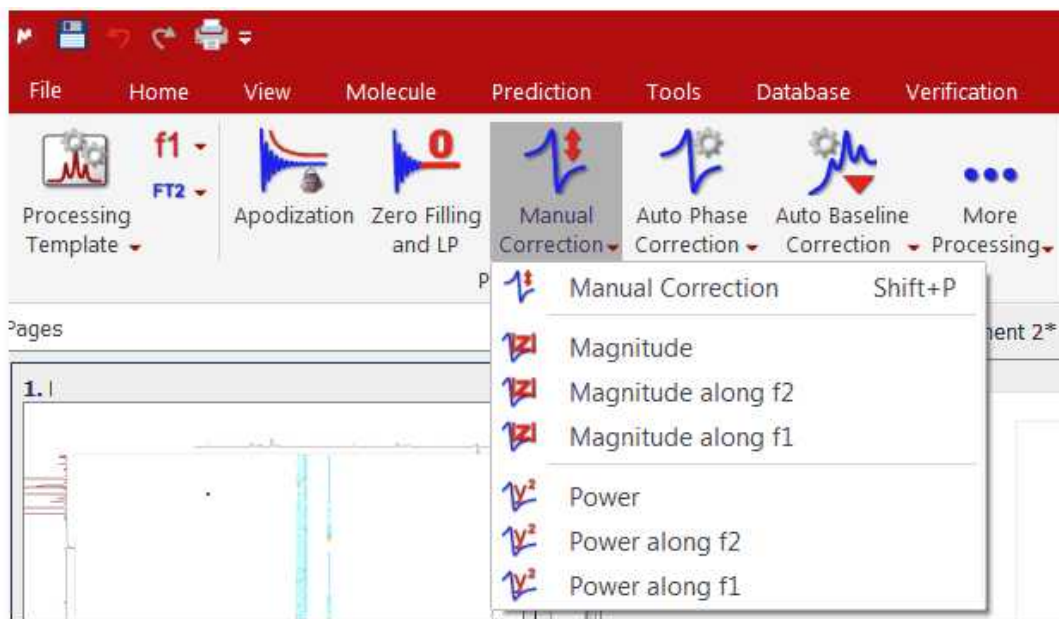 File Home View Molecule Prediction Tools Database Verification
f1
FT2
Processing Template
Apodization
Zero Filling and LP
Manual Correction
Auto Phase Correction
Auto Baseline Correction
More Processing
P
Manual Correction Shift+P
Pages
ment 2*
Magnitude
1. I
Magnitude along f2
Magnitude along f1
Power
Power along f2
Power along f1